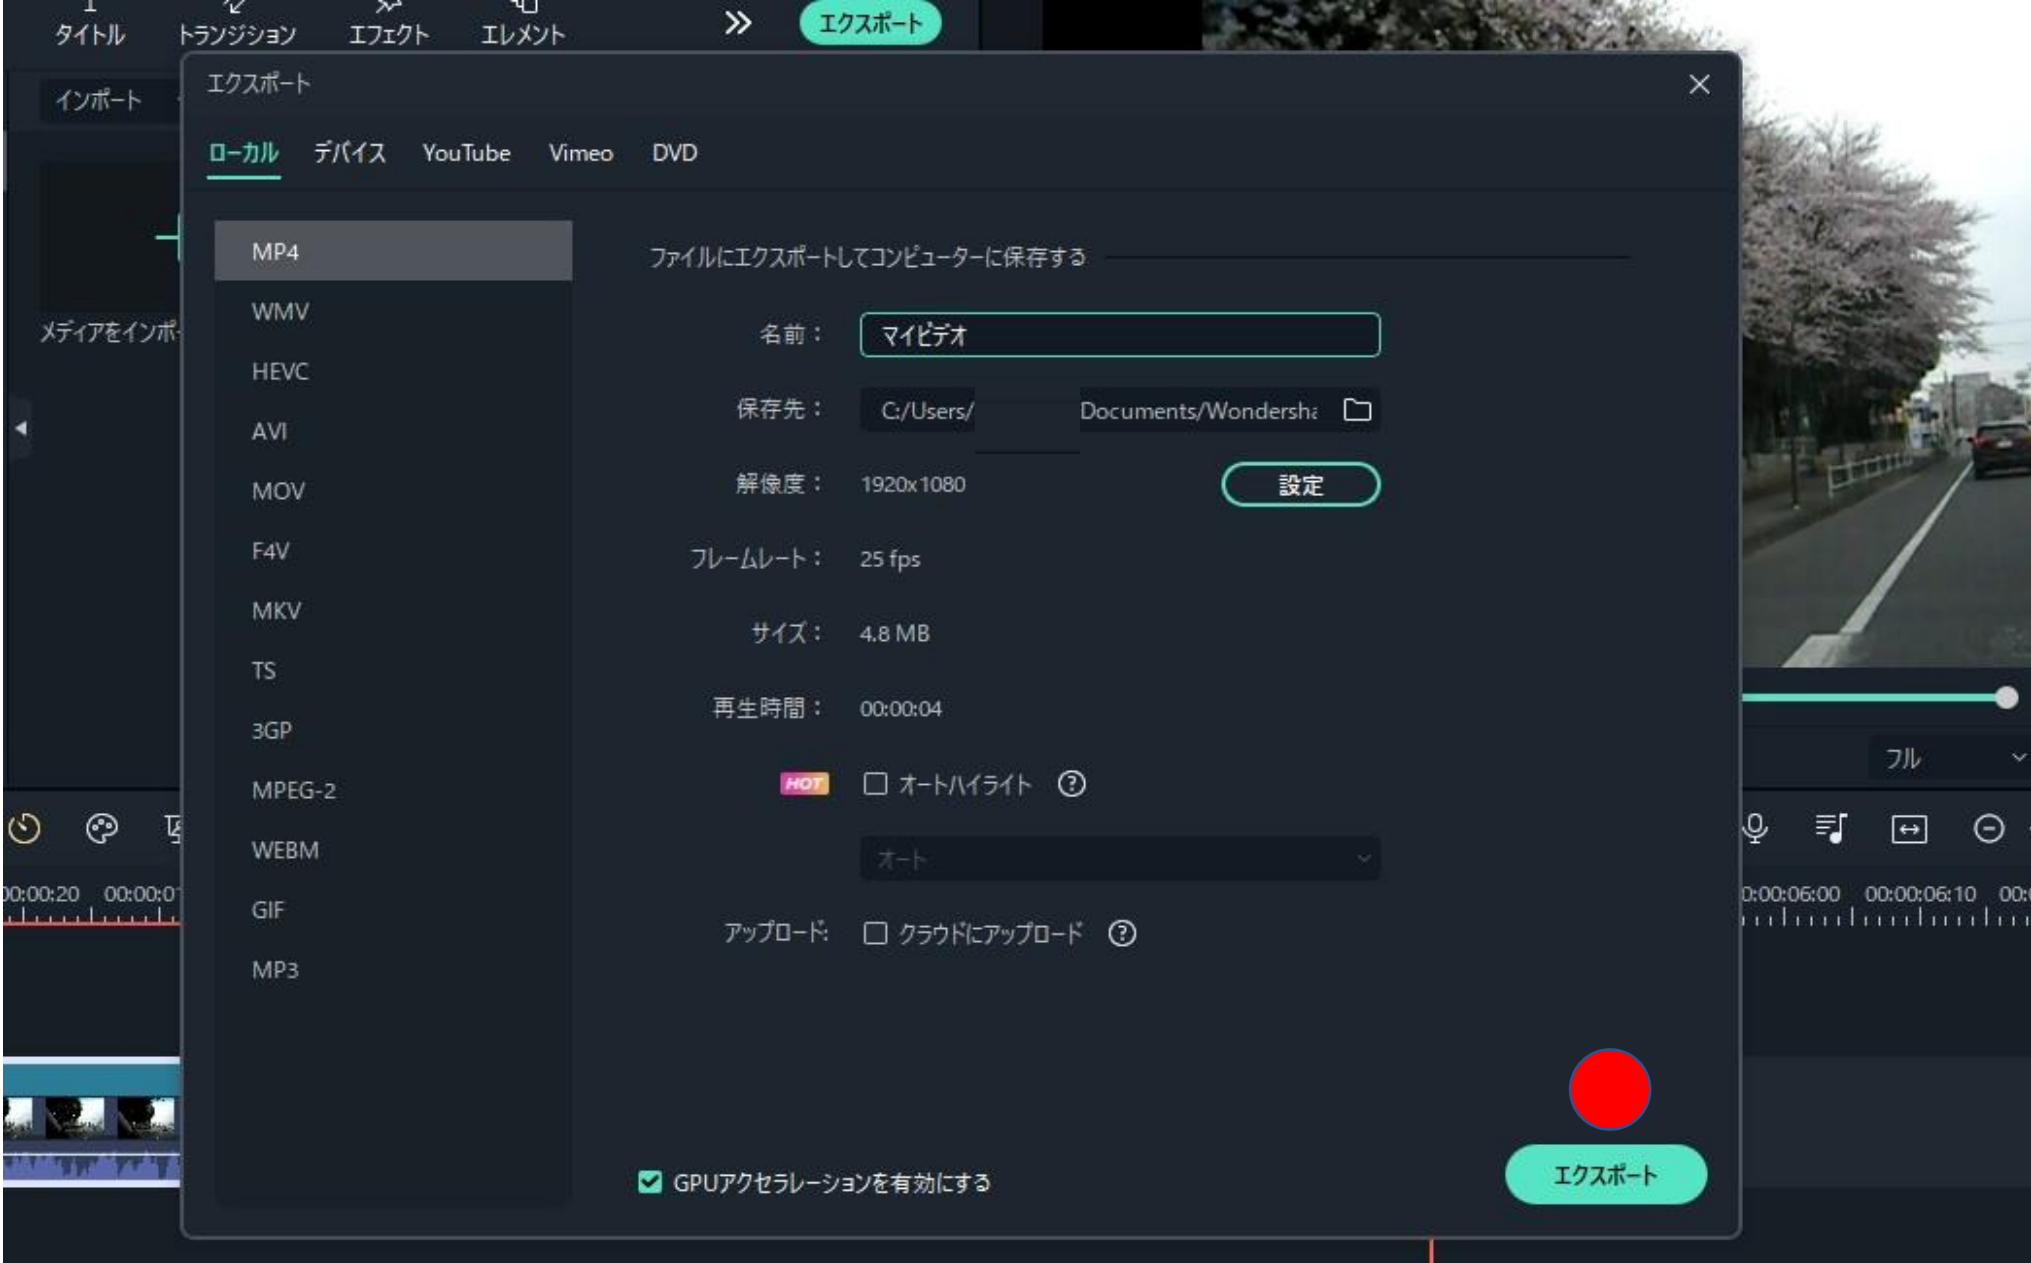 タイトル トランジション エフェクト エレメント エクスポート
インポート
メディアをインポ
エクスポート
ローカル デバイス YouTube Vimeo DVD
MP4
WMV
HEVC
AVI
MOV
F4V
MKV
TS
3GP
MPEG-2
WEBM
GIF
MP3
ファイルにエクスポートしてコンピューターに保存する
名前： マイビデオ
保存先： C:/Users/ Documents/Wondersha
解像度： 1920x1080 設定
フレームレート： 25 fps
サイズ： 4.8 MB
再生時間： 00:00:04
HOT オートハイライト ?
オート
アップロード: クラウドにアップロード ?
GPUアクセラレーションを有効にする
エクスポート
フル
00:00:20 00:00:0
0:00:06:00 00:00:06:10 00: